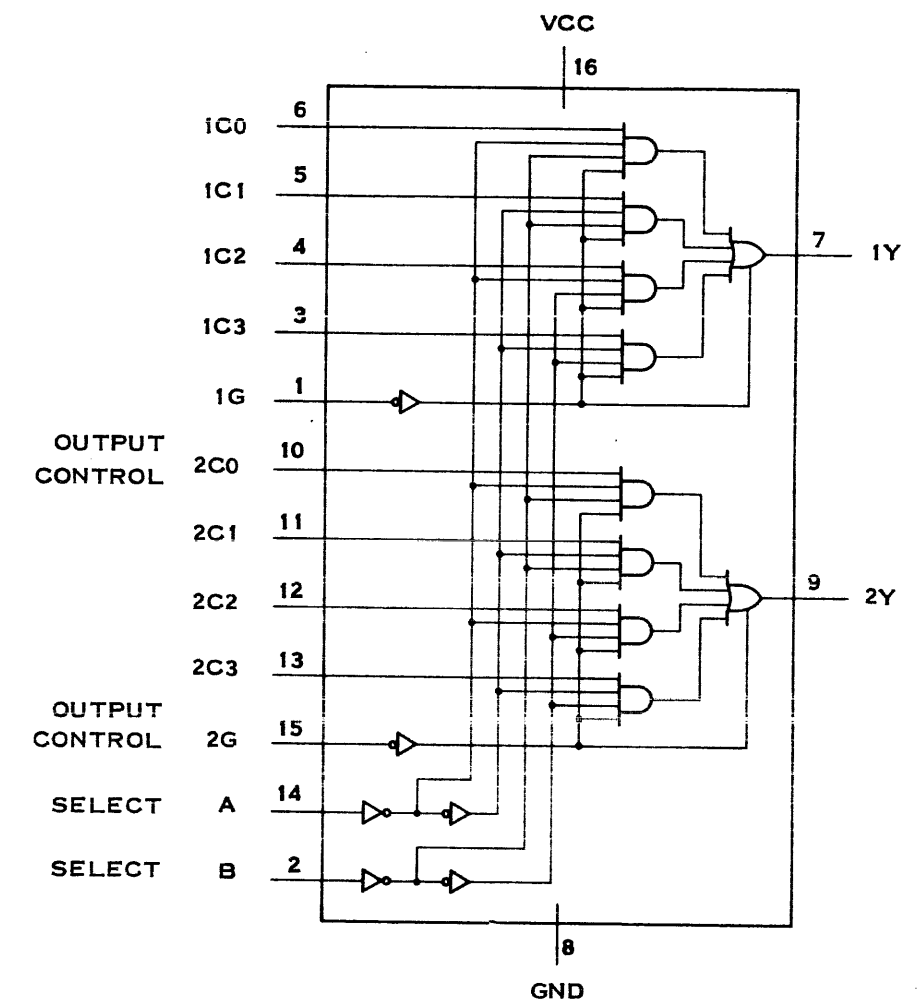 VCC
16
1C0 6
1C1 5
1C2 4
7 1Y
1C3 3
1G 1
OUTPUT
CONTROL
2C0 10
2C1 11
2C2 12
9 2Y
2C3 13
OUTPUT
CONTROL 2G 15
SELECT A 14
SELECT B 2
8
GND